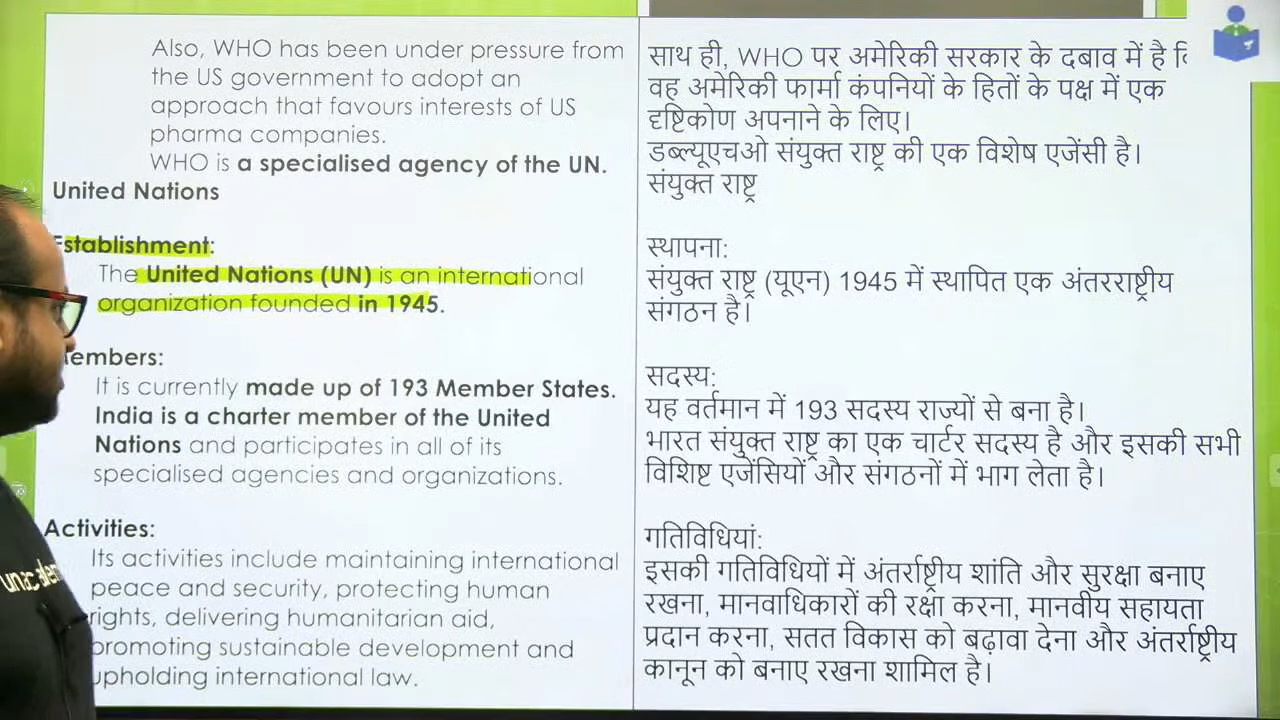 Also, WHO has been under pressure from
the US government to adopt an
approach that favours interests of US
pharma companies.
WHO is a specialised agency of the UN.
United Nations
Establishment:
The United Nations (UN) is an international
organization founded in 1945.
Members:
It is currently made up of 193 Member States.
India is a charter member of the United
Nations and participates in all of its
specialised agencies and organizations.
Activities:
Its activities include maintaining international
peace and security, protecting human
rights, delivering humanitarian aid,
promoting sustainable development and
upholding international law.
साथ ही, WHO पर अमेरिकी सरकार के दबाव में है
वह अमेरिकी फार्मा कंपनियों के हितों के पक्ष में एक
दृष्टिकोण अपनाने के लिए।
डब्ल्यूएचओ संयुक्त राष्ट्र की एक विशेष एजेंसी है।
संयुक्त राष्ट्र
स्थापना:
संयुक्त राष्ट्र (यूएन) 1945 में स्थापित एक अंतरराष्ट्रीय
संगठन है।
सदस्य:
यह वर्तमान में 193 सदस्य राज्यों से बना है।
भारत संयुक्त राष्ट्र का एक चार्टर सदस्य है और इसकी सभी
विशिष्ट एजेंसियों और संगठनों में भाग लेता है।
गतिविधियां:
इसकी गतिविधियों में अंतर्राष्ट्रीय शांति और सुरक्षा बनाए
रखना, मानवाधिकारों की रक्षा करना, मानवीय सहायता
प्रदान करना, सतत विकास को बढ़ावा देना और अंतर्राष्ट्रीय
कानून को बनाए रखना शामिल है।